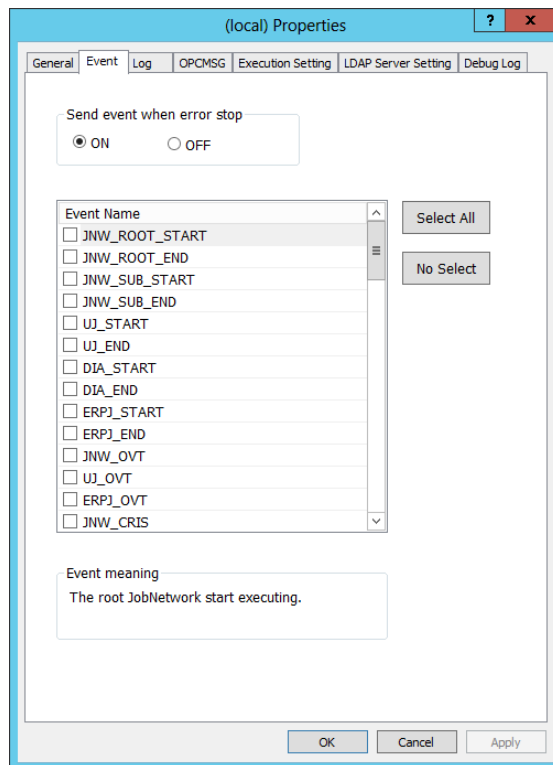 (local) Properties
? x
General Event Log OPCMSG Execution Setting LDAP Server Setting Debug Log
Send event when error stop
ON OFF
Event Name
JNW_ROOT_START
JNW_ROOT_END
JNW_SUB_START
JNW_SUB_END
UJ_START
UJ_END
DIA_START
DIA_END
ERPJ_START
ERPJ_END
JNW_OVT
UJ_OVT
ERPJ_OVT
JNW_CRIS
Select All
No Select
Event meaning
The root JobNetwork start executing.
OK Cancel Apply